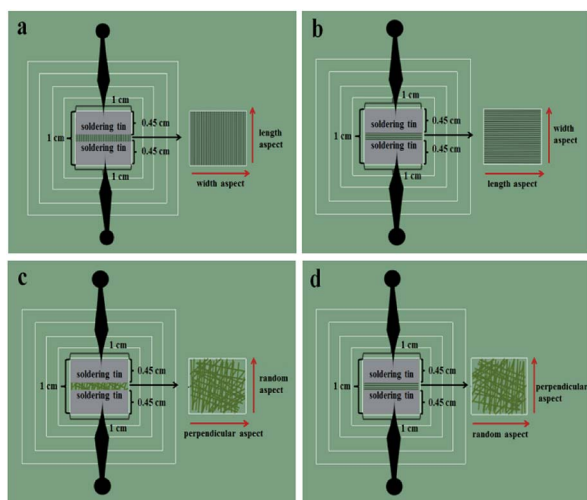 a
1 cm
soldering tin
0.45 cm
1 cm
soldering tin
0.45 cm
1 cm
length
aspect
width aspect
b
1 cm
soldering tin
0.45 cm
1 cm
soldering tin
0.45 cm
1 cm
width
aspect
length aspect
c
1 cm
soldering tin
0.45 cm
1 cm
soldering tin
0.45 cm
1 cm
random
aspect
perpendicular aspect
d
1 cm
soldering tin
0.45 cm
1 cm
soldering tin
0.45 cm
1 cm
perpendicular
aspect
random aspect